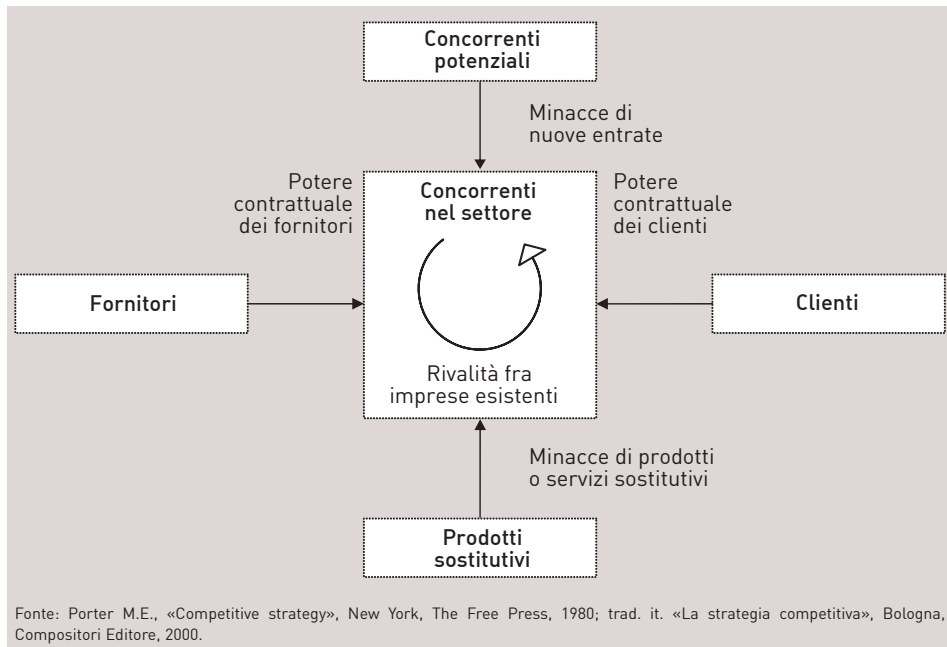 Concorrenti
potenziali
Minacce di
nuove entrate
Potere
contrattuale
dei fornitori
Concorrenti
nel settore
Potere
contrattuale
dei clienti
Fornitori
Clienti
Rivalità fra
imprese esistenti
Minacce di prodotti
o servizi sostitutivi
Prodotti
sostitutivi
Fonte: Porter M.E., «Competitive strategy», New York, The Free Press, 1980; trad. it. «La strategia competitiva», Bologna,
Compositori Editore, 2000.